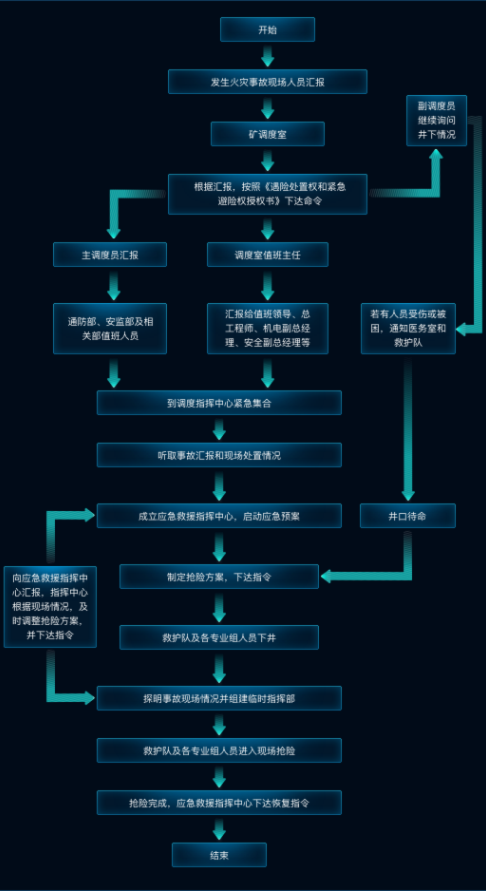 开始
发生火灾事故现场人员汇报
矿调度室
副调度员
继续询问
井下情况
根据汇报，按照《遇险处置权和紧急
避险权授权书》下达命令
主调度员汇报
调度室值班主任
通防部、安监部及相
关部值班人员
汇报给值班领导、总
工程师、机电副总经
理、安全副总经理等
若有人员受伤或被
困，通知医务室和
救护队
到调度指挥中心紧急集合
听取事故汇报和现场处置情况
成立应急救援指挥中心，启动应急预案
井口待命
向应急救援指挥中
心汇报，指挥中心
根据现场情况，及
时调整抢险方案，
并下达指令
制定抢险方案，下达指令
救护队及各专业组人员下井
探明事故现场情况并组建临时指挥部
救护队及各专业组人员进入现场抢险
抢险完成，应急救援指挥中心下达恢复指令
结束